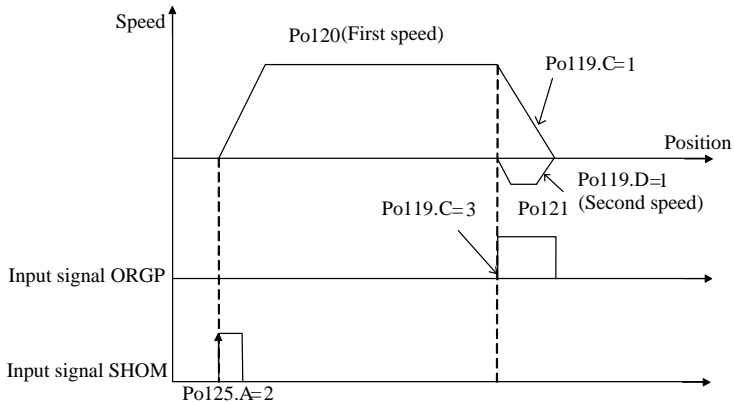 Speed
Po120(First speed)
Po119.C=1
Position
Po119.D=1
Po119.C=3
Po121
(Second speed)
Input signal ORGP
Input signal SHOM
Po125.A=2